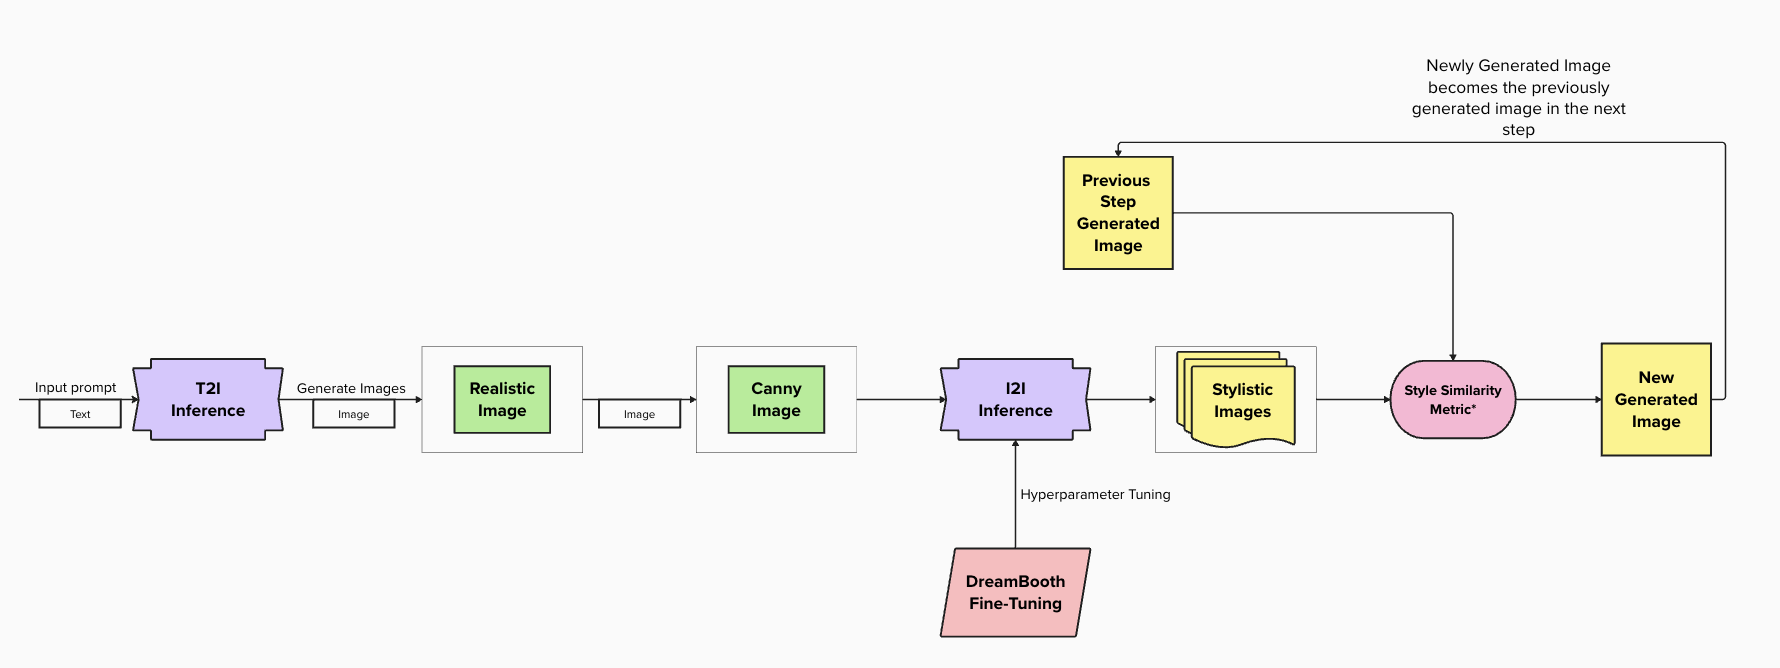 Newly Generated Image
becomes the previously
generated image in the next
step
Previous
Step
Generated
Image
Input prompt
Text
T2I
Inference
Generate Images
Image
Realistic
Image
Image
Canny
Image
I2I
Inference
Stylistic
Images
Style Similarity
Metric*
New
Generated
Image
Hyperparameter Tuning
DreamBooth
Fine-Tuning